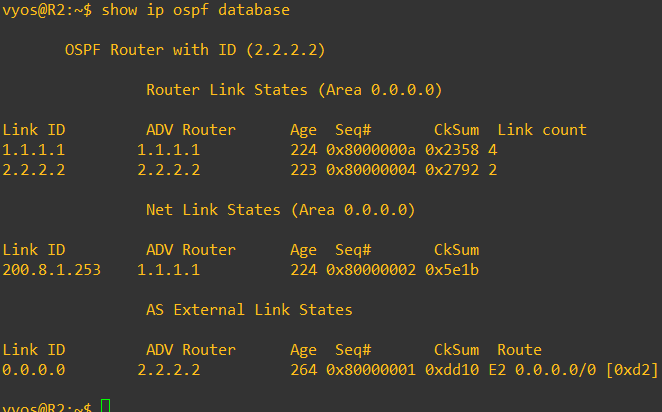 vyos@R2:~$ show ip ospf database
OSPF Router with ID (2.2.2.2)
Router Link States (Area 0.0.0.0)
Link ID ADV Router Age Seq# CkSum Link count
1.1.1.1 1.1.1.1 224 0x8000000a 0x2358 4
2.2.2.2 2.2.2.2 223 0x80000004 0x2792 2
Net Link States (Area 0.0.0.0)
Link ID ADV Router Age Seq# CkSum
200.8.1.253 1.1.1.1 224 0x80000002 0x5e1b
AS External Link States
Link ID ADV Router Age Seq# CkSum Route
0.0.0.0 2.2.2.2 264 0x80000001 0xdd10 E2 0.0.0.0/0 [0xd2]
vyos@R2:~$